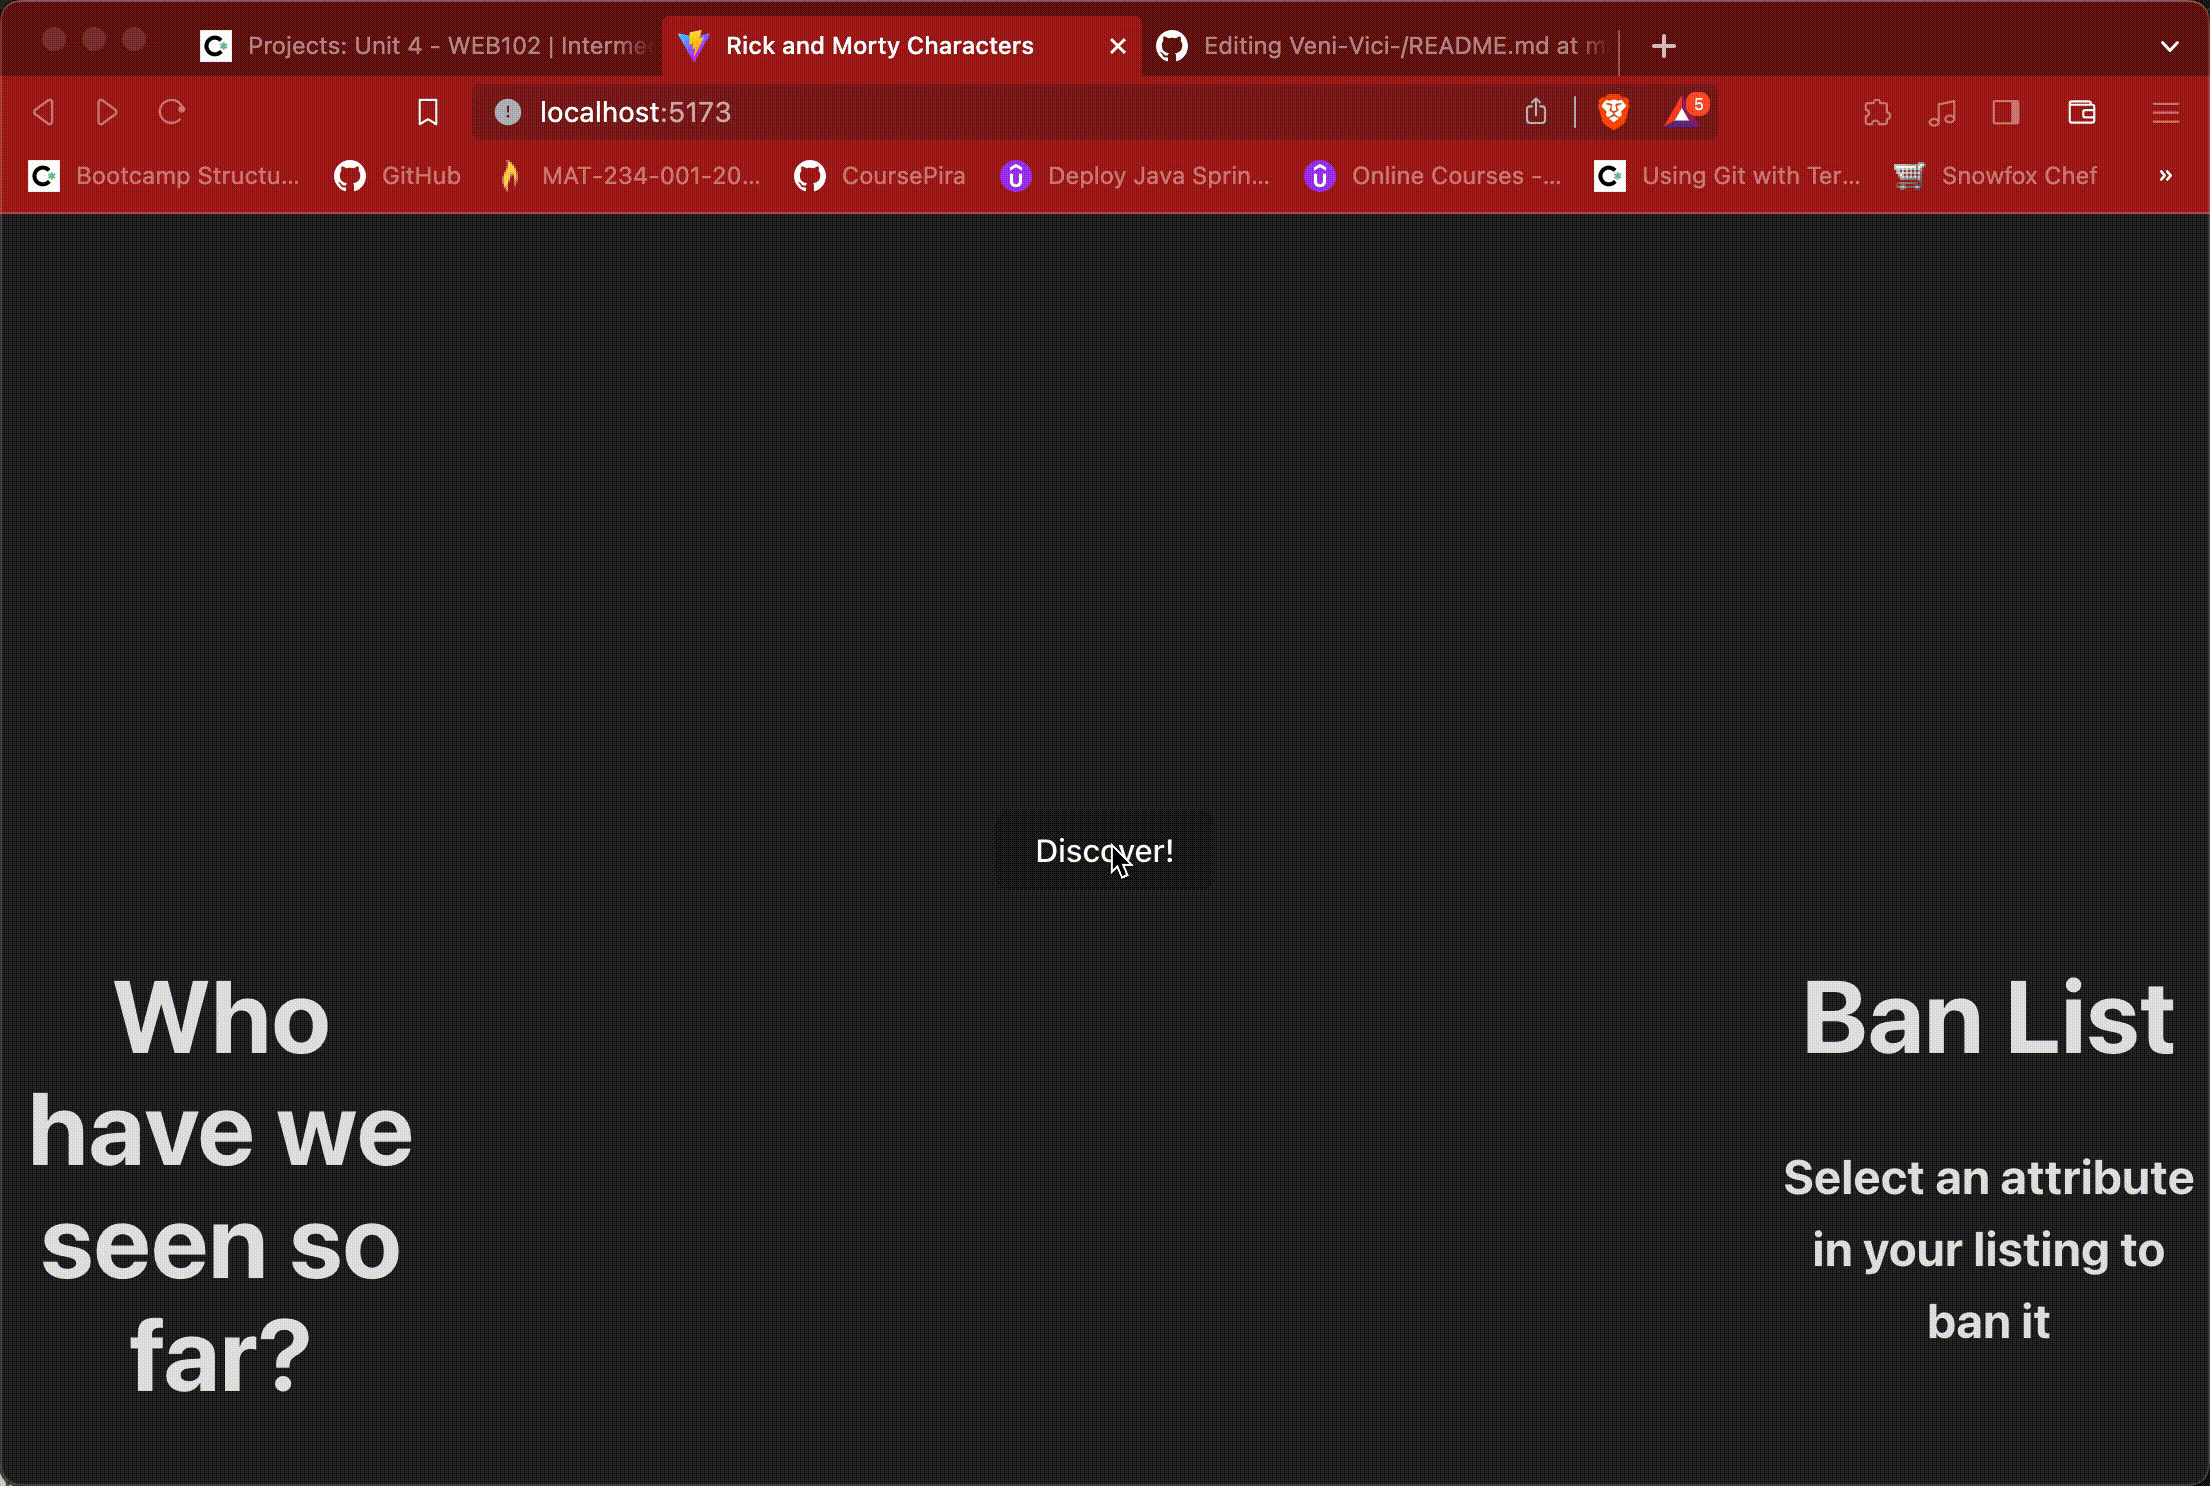 Projects: Unit 4 - WEB102 | Interme
Rick and Morty Characters
Editing Veni-Vici-/README.md at m
localhost:5173
5
Bootcamp Structu...
GitHub
MAT-234-001-20...
CoursePira
Deploy Java Sprin...
Online Courses -...
Using Git with Ter...
Snowfox Chef
»
Discover!
Who
have we
seen so
far?
Ban List
Select an attribute
in your listing to
ban it